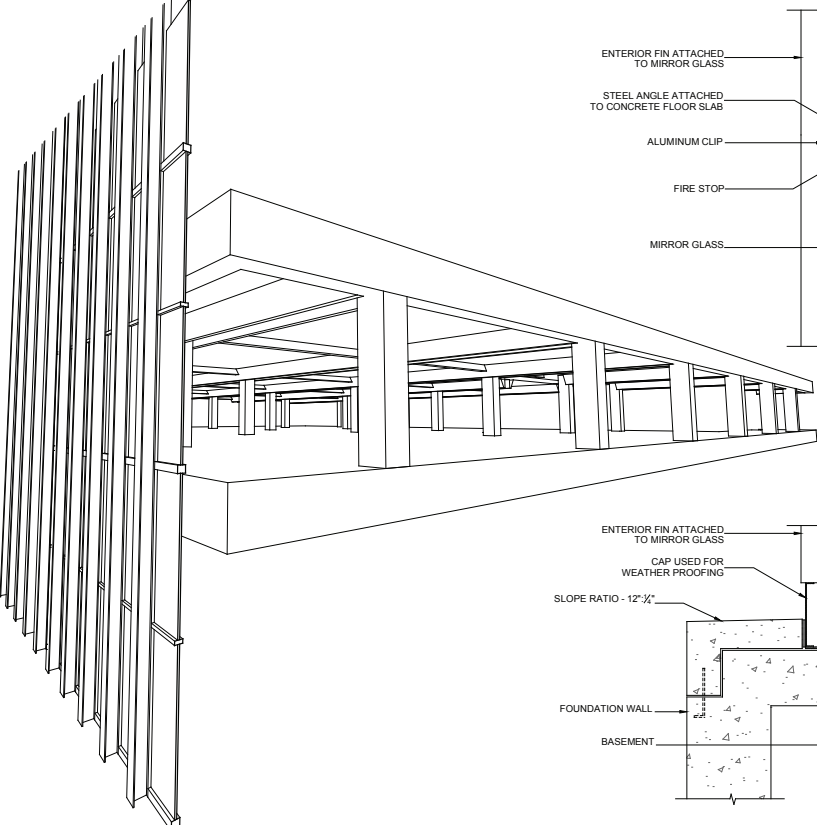 ENTERIOR FIN ATTACHED
TO MIRROR GLASS
STEEL ANGLE ATTACHED
TO CONCRETE FLOOR SLAB
ALUMINUM CLIP
FIRE STOP
MIRROR GLASS
ENTERIOR FIN ATTACHED
TO MIRROR GLASS
CAP USED FOR
WEATHER PROOFING
SLOPE RATIO - 12":¼"
FOUNDATION WALL
BASEMENT